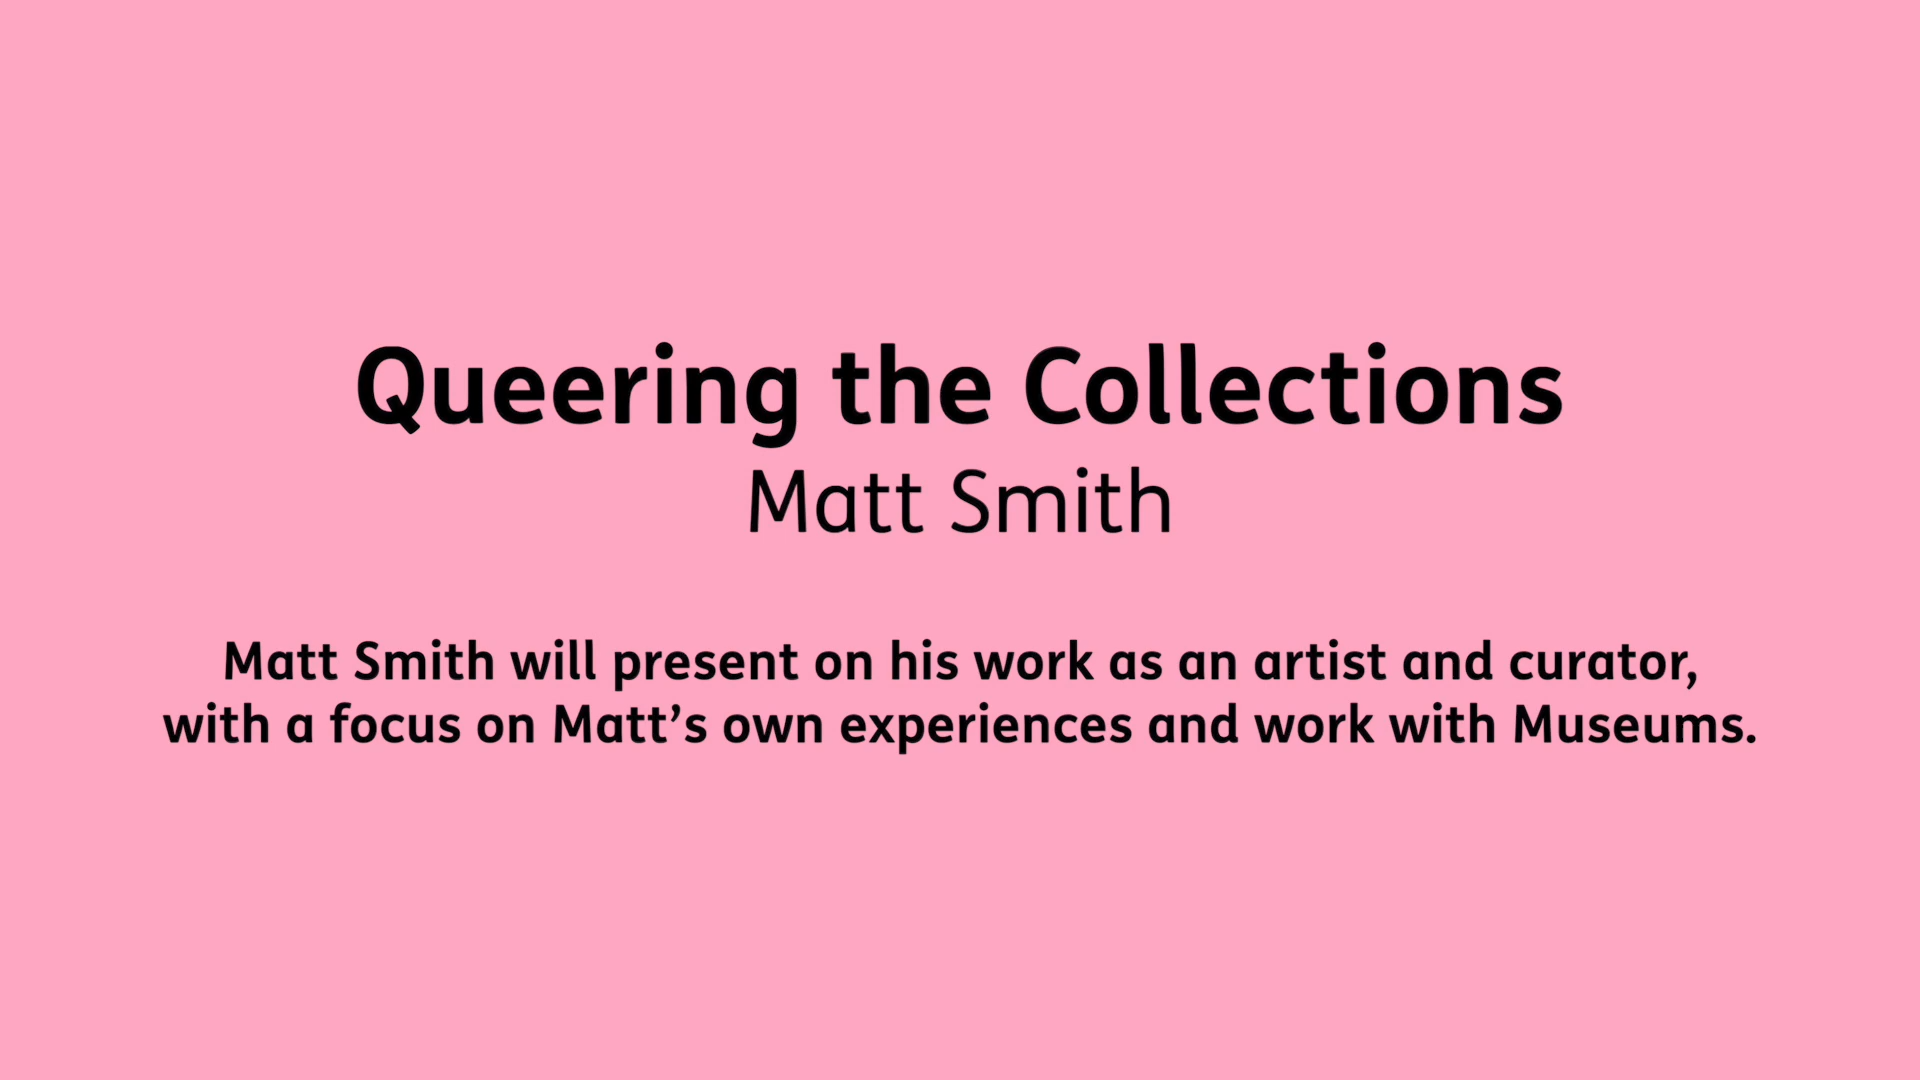 Queering the Collections
Matt Smith
Matt Smith will present on his work as an artist and curator,
with a focus on Matt’s own experiences and work with Museums.